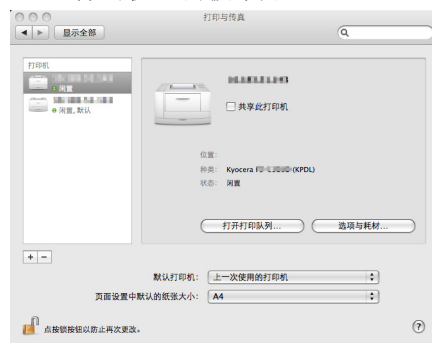 打印与传真
显示全部
打印机
闲置
闲置, 默认
共享此打印机
位置:
种类: Kyocera (KPDL)
状态: 闲置
打开打印队列... 选项与耗材...
默认打印机: 上一次使用的打印机
页面设置中默认的纸张大小: A4
点按锁按钮以防止再次更改。
?